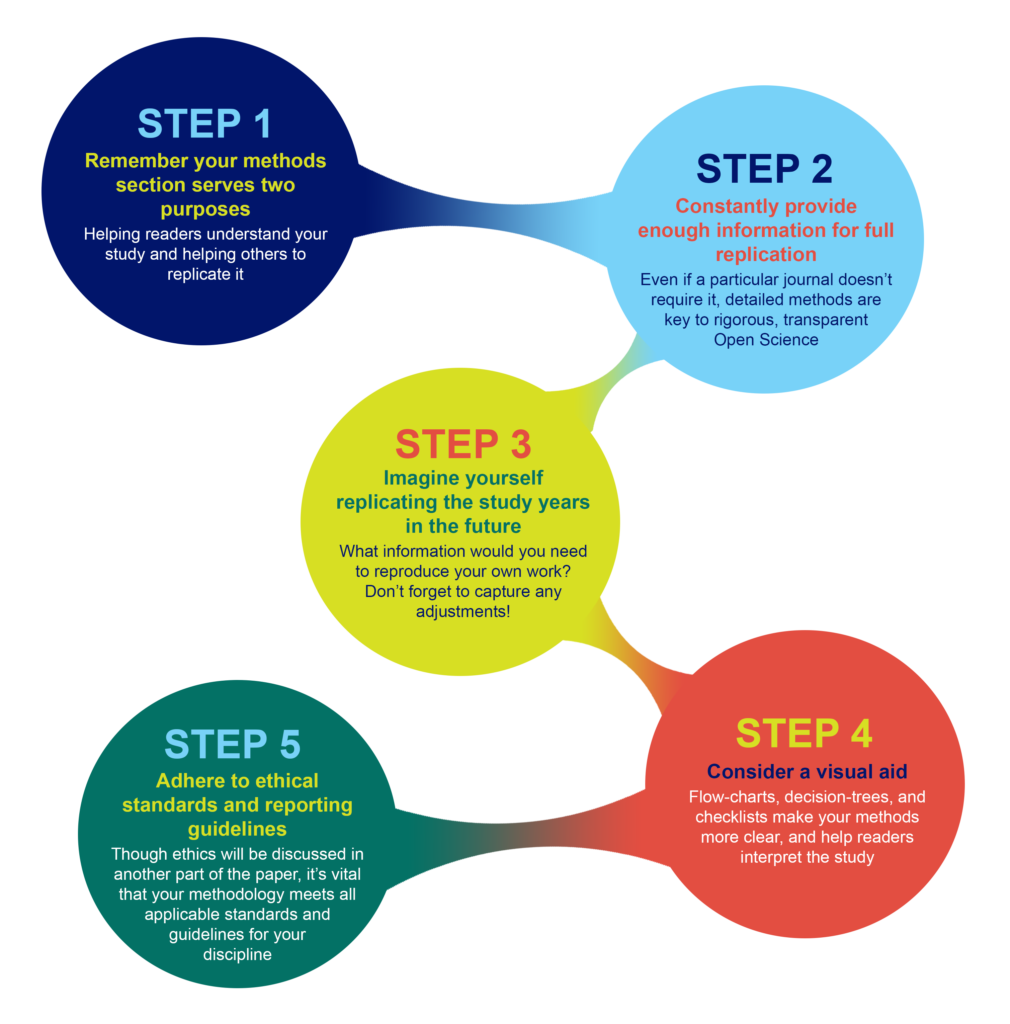 STEP 1
Remember your methods
section serves two
purposes
Helping readers understand your
study and helping others to
replicate it
STEP 2
Constantly provide
enough information for full
replication
Even if a particular journal doesn’t
require it, detailed methods are
key to rigorous, transparent
Open Science
STEP 3
Imagine yourself
replicating the study years
in the future
What information would you need
to reproduce your own work?
Don’t forget to capture any
adjustments!
STEP 4
Consider a visual aid
Flow-charts, decision-trees, and
checklists make your methods
more clear, and help readers
interpret the study
STEP 5
Adhere to ethical
standards and reporting
guidelines
Though ethics will be discussed in
another part of the paper, it’s vital
that your methodology meets all
applicable standards and
guidelines for your
discipline